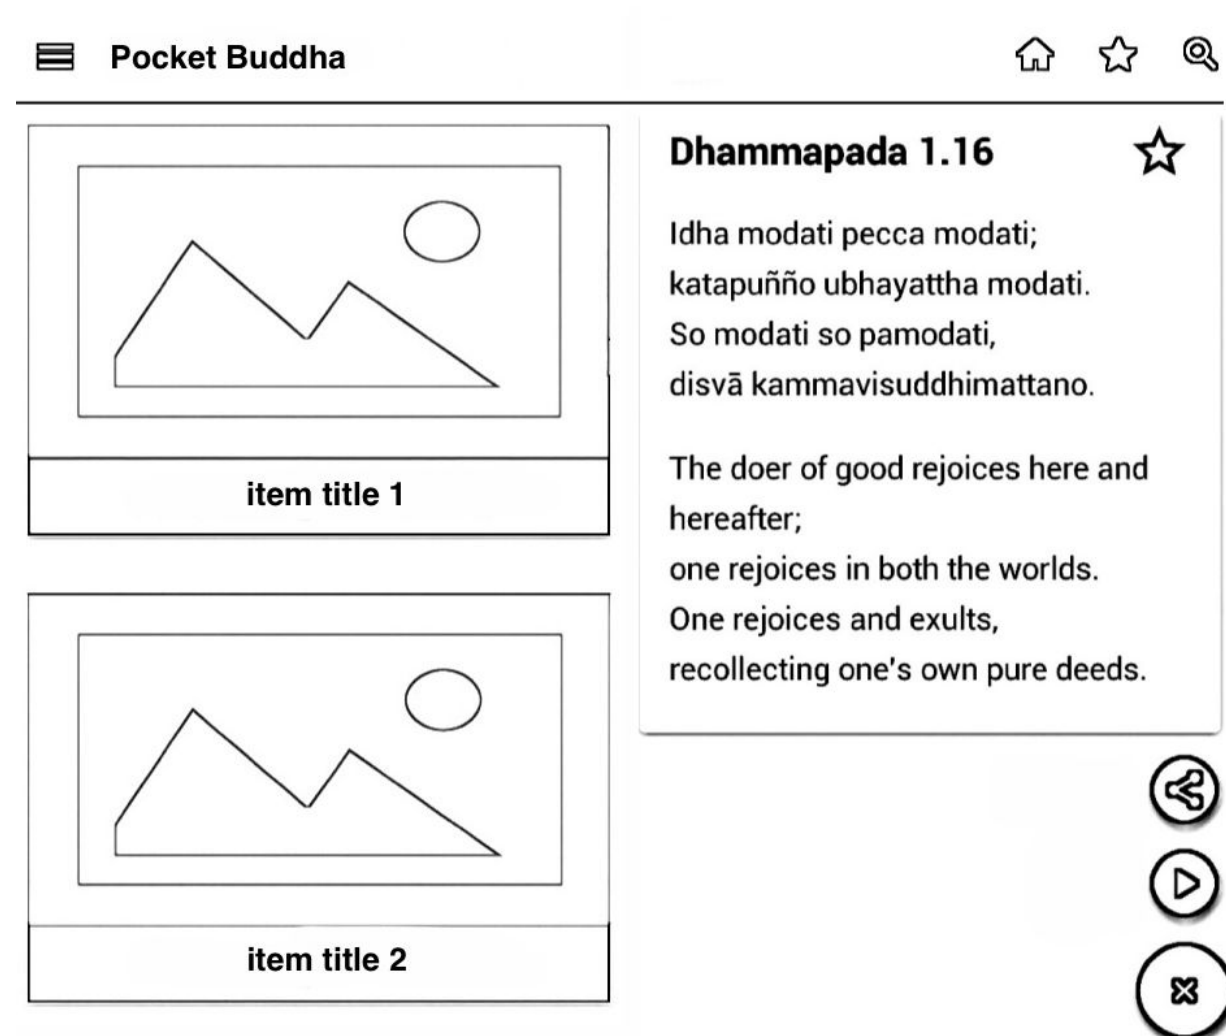 Pocket Buddha
item title 1
item title 2
Dhammapada 1.16
Idha modati pecca modati;
katapuñño ubhayattha modati.
So modati so pamodati,
disvā kammavisuddhimattano.
The doer of good rejoices here and
hereafter;
one rejoices in both the worlds.
One rejoices and exults,
recollecting one's own pure deeds.